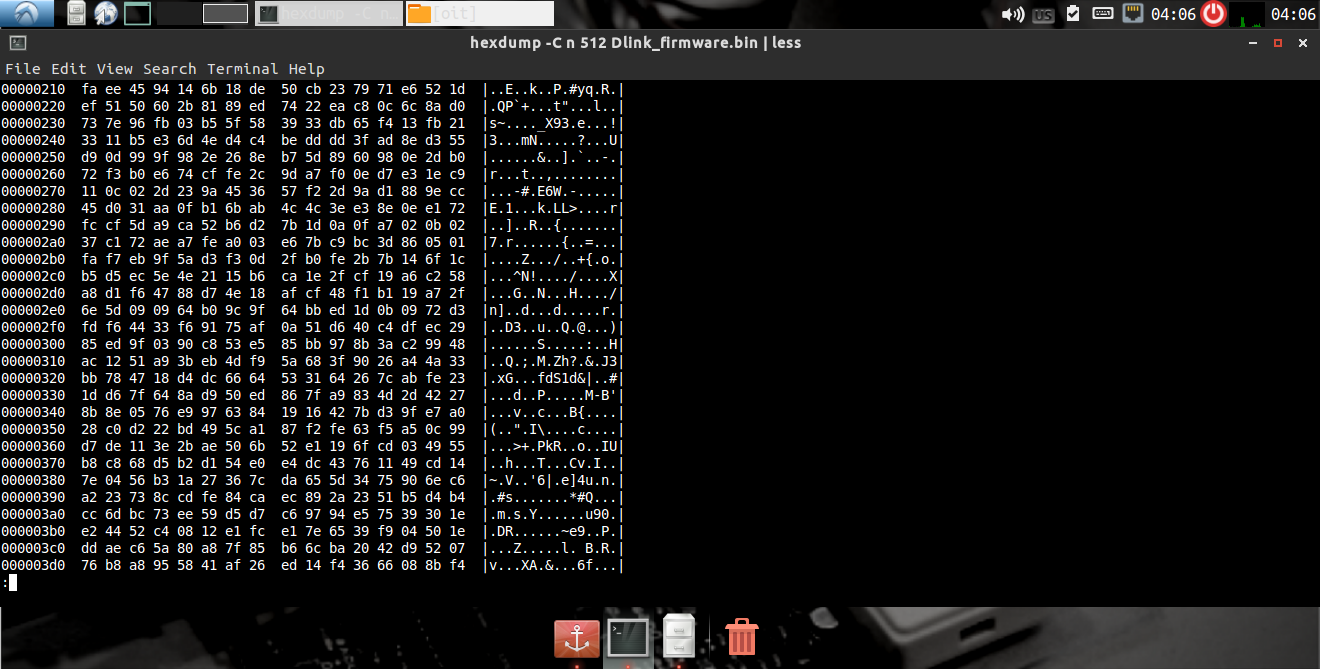 hexdump -C n
[oit]
us
04:06
04:06
hexdump -C n 512 Dlink_firmware.bin | less
File Edit View Search Terminal Help
00000210  fa ee 45 94 14 6b 18 de  50 cb 23 79 71 e6 52 1d  |..E..k..P.#yq.R.|
00000220  ef 51 50 60 2b 81 89 ed  74 22 ea c8 0c 6c 8a d0  |.QP`+...t"...l..|
00000230  73 7e 96 fb 03 b5 5f 58  39 33 db 65 f4 13 fb 21  |s~...._X93.e...!|
00000240  33 11 b5 e3 6d 4e d4 c4  be dd dd 3f ad 8e d3 55  |3...mN.....?...U|
00000250  d9 0d 99 9f 98 2e 26 8e  b7 5d 89 60 98 0e 2d b0  |......&..].`..-.|
00000260  72 f3 b0 e6 74 cf fe 2c  9d a7 f0 0e d7 e3 1e c9  |r...t..,........|
00000270  11 0c 02 2d 23 9a 45 36  57 f2 2d 9a d1 88 9e cc  |...-#.E6W.-.....|
00000280  45 d0 31 aa 0f b1 6b ab  4c 4c 3e e3 8e 0e e1 72  |E.1...k.LL>....r|
00000290  fc cf 5d a9 ca 52 b6 d2  7b 1d 0a 0f a7 02 0b 02  |..]..R..{.......|
000002a0  37 c1 72 ae a7 fe a0 03  e6 7b c9 bc 3d 86 05 01  |7.r......{..=...|
000002b0  fa f7 eb 9f 5a d3 f3 0d  2f b0 fe 2b 7b 14 6f 1c  |....Z.../..+{.o.|
000002c0  b5 d5 ec 5e 4e 21 15 b6  ca 1e 2f cf 19 a6 c2 58  |...^N!..../....X|
000002d0  a8 d1 f6 47 88 d7 4e 18  af cf 48 f1 b1 19 a7 2f  |...G..N...H..../|
000002e0  6e 5d 09 09 64 b0 9c 9f  64 bb ed 1d 0b 09 72 d3  |n]..d...d.....r.|
000002f0  fd f6 44 33 f6 91 75 af  0a 51 d6 40 c4 df ec 29  |..D3..u..Q.@...)|
00000300  85 ed 9f 03 90 c8 53 e5  85 bb 97 8b 3a c2 99 48  |......S.....:..H|
00000310  ac 12 51 a9 3b eb 4d f9  5a 68 3f 90 26 a4 4a 33  |..Q.;.M.Zh?.&.J3|
00000320  bb 78 47 18 d4 dc 66 64  53 31 64 26 7c ab fe 23  |.xG...fdS1d&|..#|
00000330  1d d6 7f 64 8a d9 50 ed  86 7f a9 83 4d 2d 42 27  |...d..P.....M-B'|
00000340  8b 8e 05 76 e9 97 63 84  19 16 42 7b d3 9f e7 a0  |...v..c...B{....|
00000350  28 c0 d2 22 bd 49 5c a1  87 f2 fe 63 f5 a5 0c 99  |(..".I\....c....|
00000360  d7 de 11 3e 2b ae 50 6b  52 e1 19 6f cd 03 49 55  |...>+.PkR..o..IU|
00000370  b8 c8 68 d5 b2 d1 54 e0  e4 dc 43 76 11 49 cd 14  |..h...T...Cv.I..|
00000380  7e 04 56 b3 1a 27 36 7c  da 65 5d 34 75 90 6e c6  |~.V..'6|.e]4u.n.|
00000390  a2 23 73 8c cd fe 84 ca  ec 89 2a 23 51 b5 d4 b4  |.#s.......*#Q...|
000003a0  cc 6d bc 73 ee 59 d5 d7  c6 97 94 e5 75 39 30 1e  |.m.s.Y......u90.|
000003b0  e2 44 52 c4 08 12 e1 fc  e1 7e 65 39 f9 04 50 1e  |.DR......~e9..P.|
000003c0  dd ae c6 5a 80 a8 7f 85  b6 6c ba 20 42 d9 52 07  |...Z.....l. B.R.|
000003d0  76 b8 a8 95 58 41 af 26  ed 14 f4 36 66 08 8b f4  |v...XA.&...6f...|
: